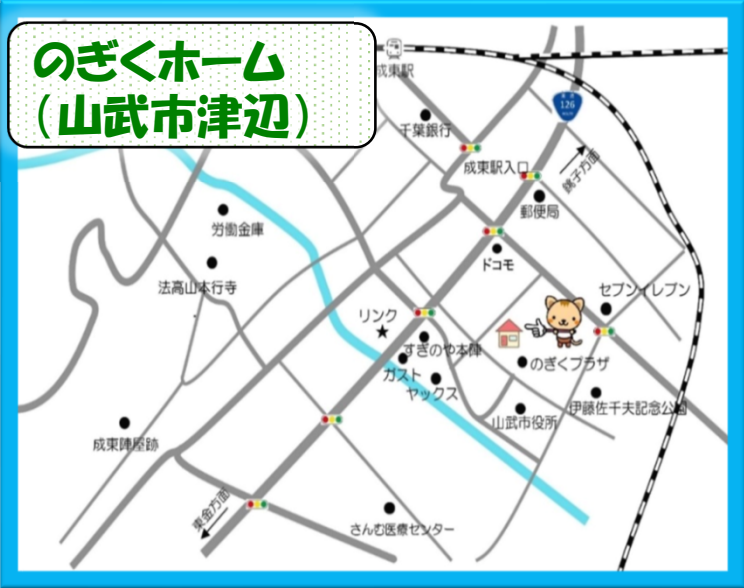 のぎくホーム
(山武市津辺)
成東駅
千葉銀行
126
成東駅入口
銚子方面
郵便局
労働金庫
ドコモ
法高山本行寺
セブンイレブン
リンク
すぎのや本陣
のぎくプラザ
ガスト
ヤックス
伊藤佐千夫記念公園
山武市役所
成東陣屋跡
東金方面
さんむ医療センター